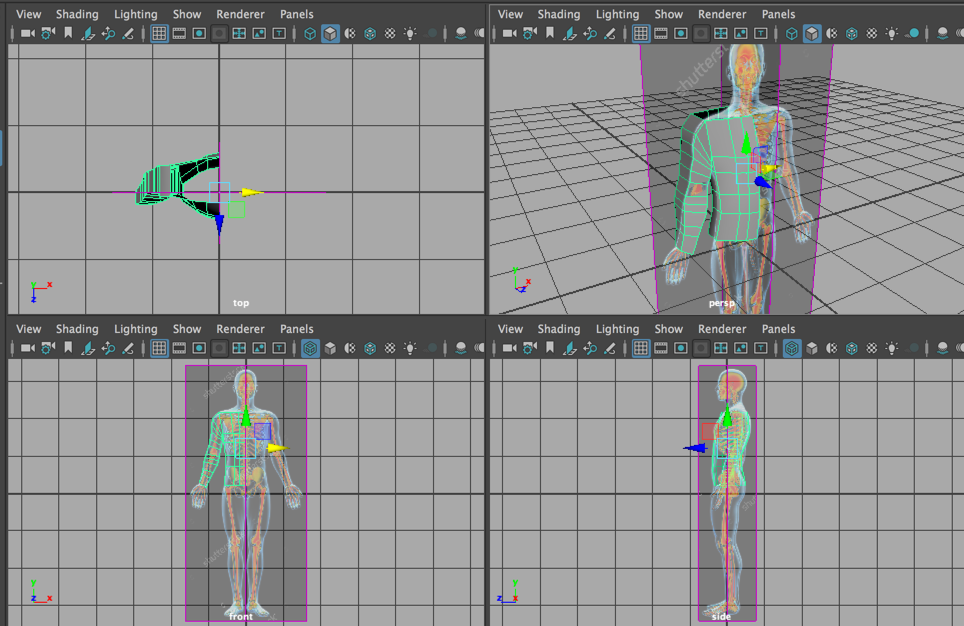 View Shading Lighting Show Renderer Panels
View Shading Lighting Show Renderer Panels
T
T
shutterst
Y
X
Z
top
Y
X
Z
persp
View Shading Lighting Show Renderer Panels
View Shading Lighting Show Renderer Panels
T
T
Y
Z X
front
Y
Z X
side